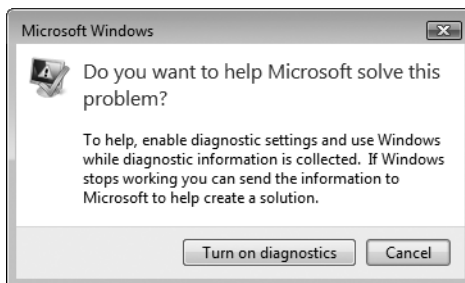 Microsoft Windows
Do you want to help Microsoft solve this
problem?
To help, enable diagnostic settings and use Windows
while diagnostic information is collected. If Windows
stops working you can send the information to
Microsoft to help create a solution.
Turn on diagnostics Cancel